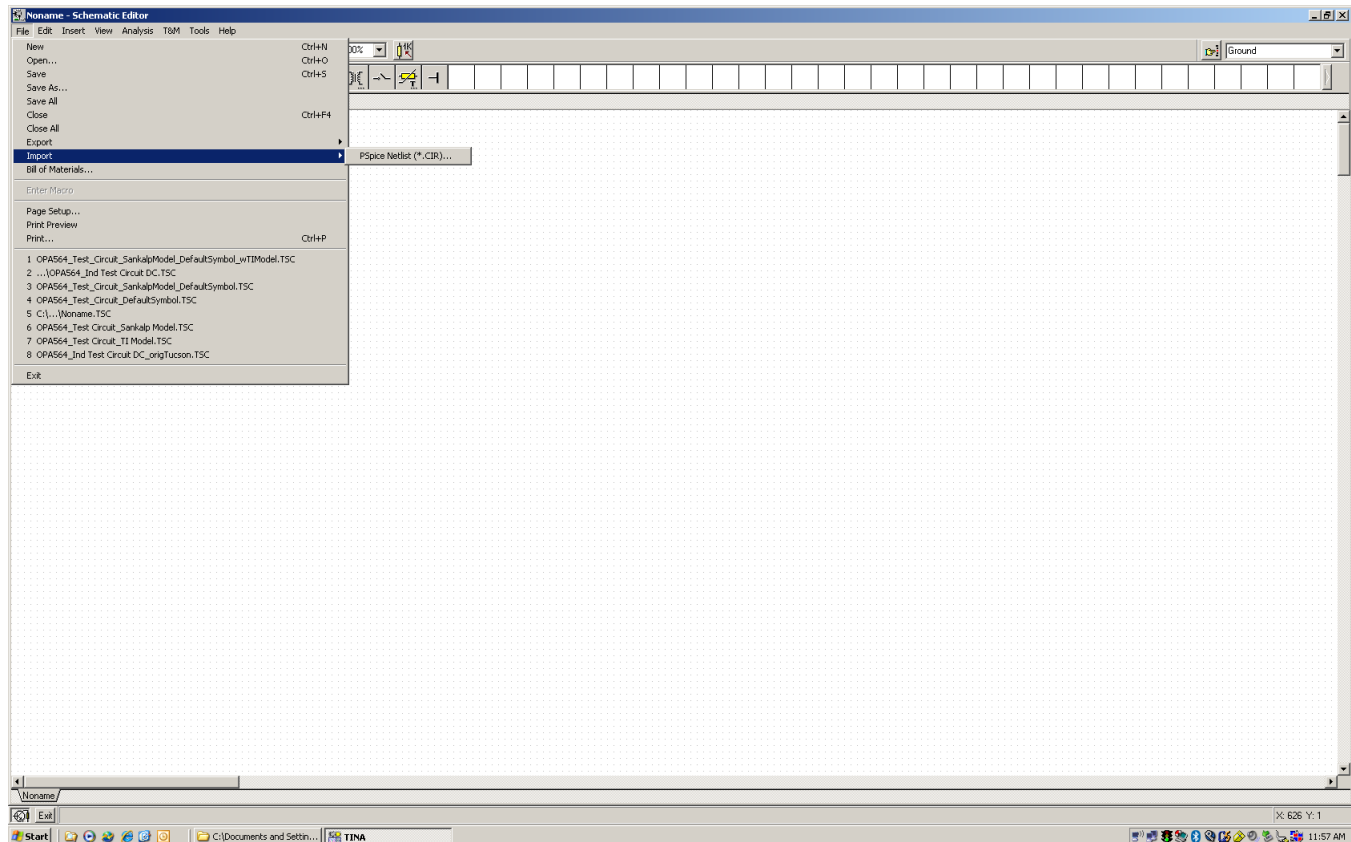 Noname - Schematic Editor
File Edit Insert View Analysis T&M Tools Help
New Ctrl+N
Open... Ctrl+O
Save Ctrl+S
Save As...
Save All
Close Ctrl+F4
Close All
Export
Import
PSpice Netlist (*.CIR)...
Bill of Materials...
Enter Macro
Page Setup...
Print Preview
Print... Ctrl+P
1 OPA564_Test_Circuit_SankalpModel_DefaultSymbol_wTIModel.TSC
2 ...\OPA564_Ind Test Circuit DC.TSC
3 OPA564_Test_Circuit_SankalpModel_DefaultSymbol.TSC
4 OPA564_Test_Circuit_DefaultSymbol.TSC
5 C:\...\Noname.TSC
6 OPA564_Test Circuit_Sankalp Model.TSC
7 OPA564_Test Circuit_TI Model.TSC
8 OPA564_Ind Test Circuit DC_origTucson.TSC
Exit
Ground
Noname
Exit
X: 626 Y: 1
Start C:\Documents and Settin... TINA 11:57 AM